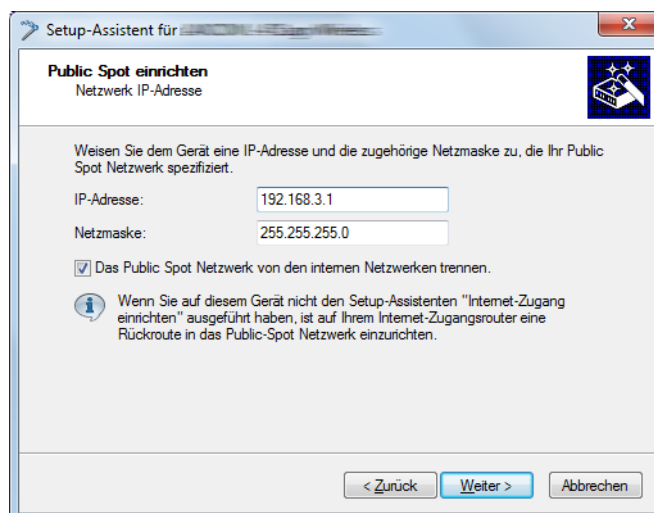 Setup-Assistent für
Public Spot einrichten
Netzwerk IP-Adresse
Weisen Sie dem Gerät eine IP-Adresse und die zugehörige Netzmaske zu, die Ihr Public
Spot Netzwerk spezifiziert.
IP-Adresse: 192.168.3.1
Netzmaske: 255.255.255.0
Das Public Spot Netzwerk von den internen Netzwerken trennen.
Wenn Sie auf diesem Gerät nicht den Setup-Assistenten "Internet-Zugang
einrichten" ausgeführt haben, ist auf Ihrem Internet-Zugangsrouter eine
Rückroute in das Public-Spot Netzwerk einzurichten.
< Zurück Weiter > Abbrechen